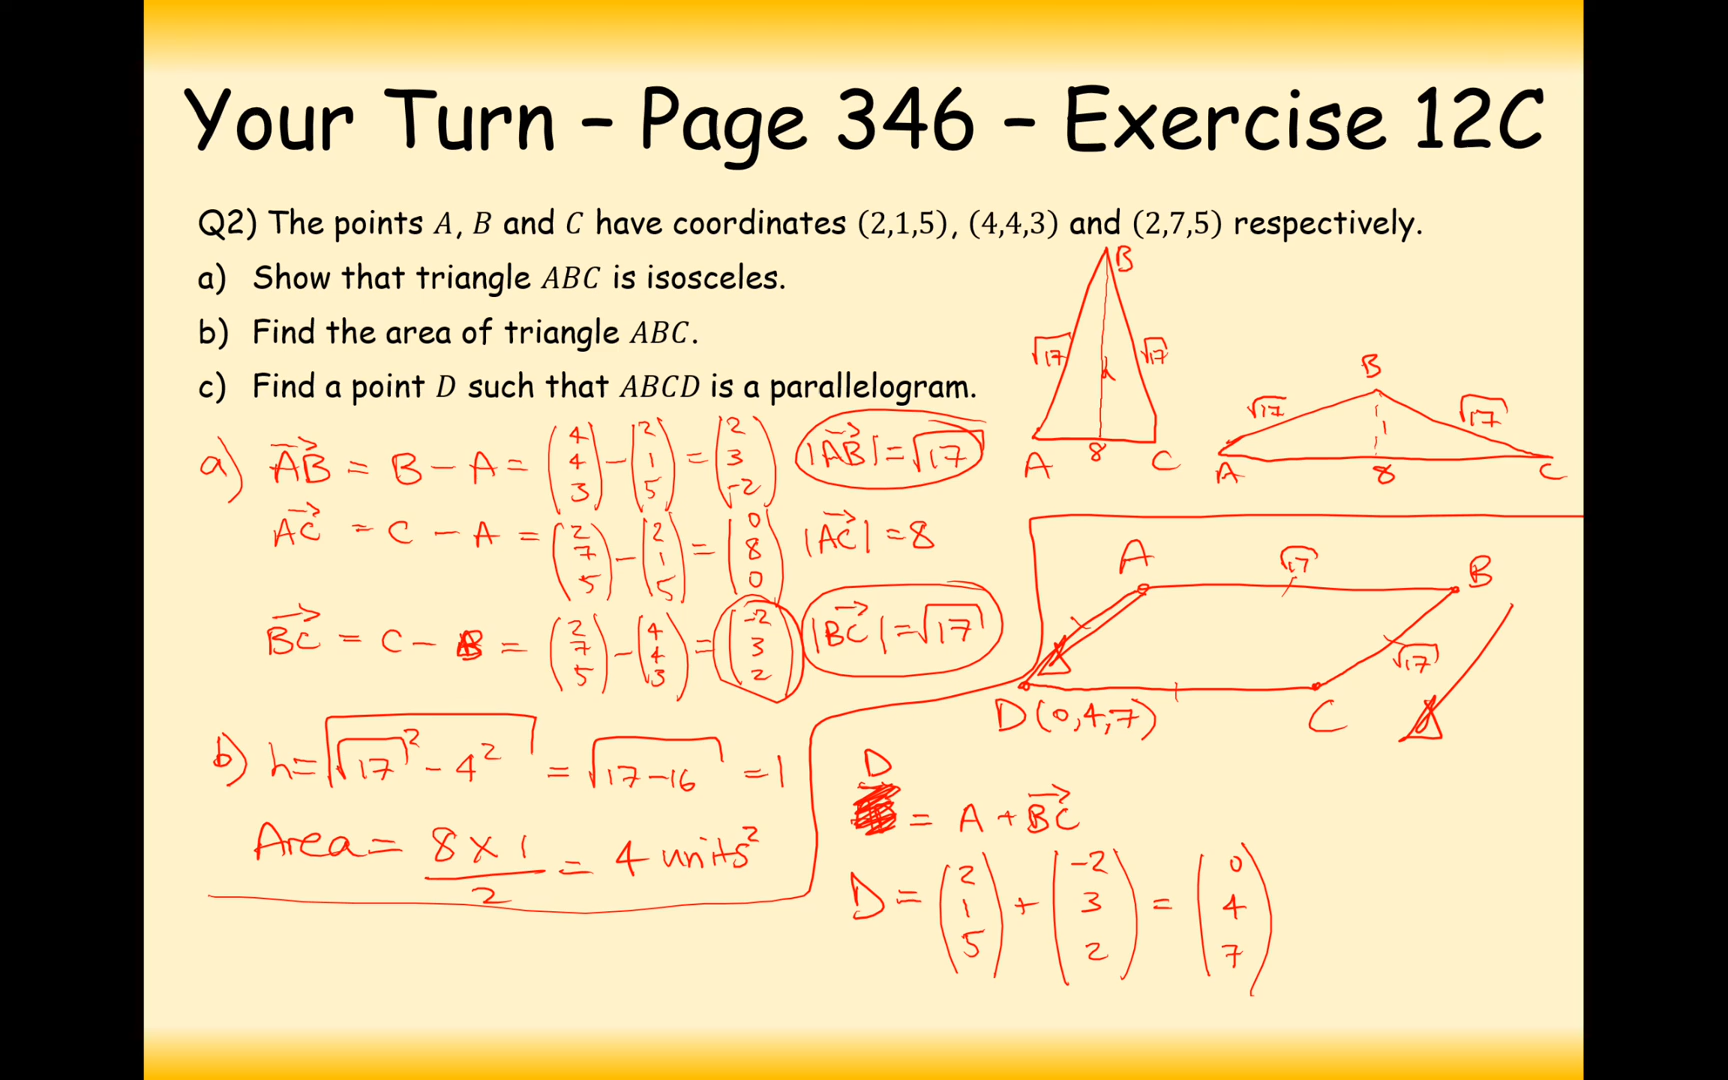 Your Turn – Page 346 – Exercise 12C
Q2) The points A, B and C have coordinates (2,1,5), (4,4,3) and (2,7,5) respectively.
a) Show that triangle ABC is isosceles.
b) Find the area of triangle ABC.
c) Find a point D such that ABCD is a parallelogram.
B
√17 √17
h
A 8 C
B
√17 √17
1
A 8 C
a) →AB = B − A = (4 4 3) − (2 1 5) = (2 3 −2) |→AB| = √17
→AC = C − A = (2 7 5) − (2 1 5) = (0 8 0) |→AC| = 8
→BC = C − B = (2 7 5) − (4 4 3) = (−2 3 2) |→BC| = √17
b) h = √(√17² − 4²) = √(17−16) = 1
Area = (8 × 1)/2 = 4 units²
A √17 B
√17
D(0,4,7) C
D
= A + →BC
D = (2 1 5) + (−2 3 2) = (0 4 7)